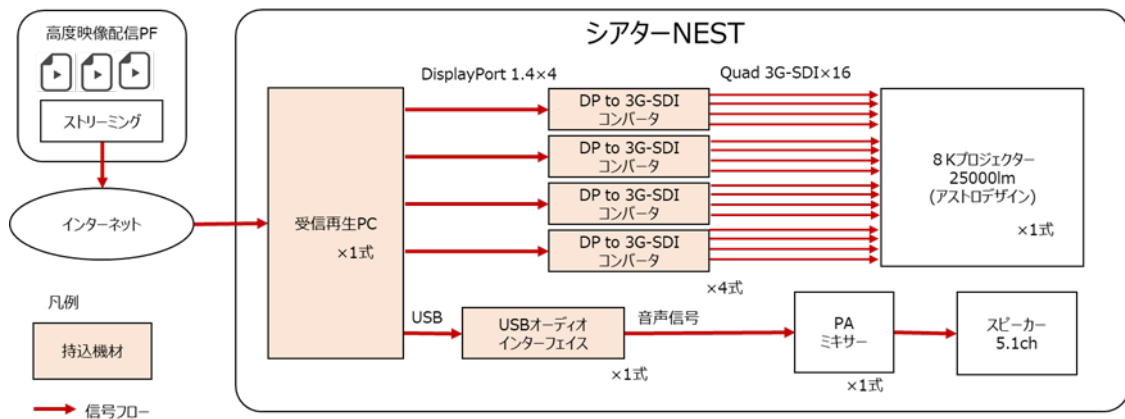 高度映像配信PF
ストリーミング
インターネット
シアターNEST
DisplayPort 1.4×4
Quad 3G-SDI×16
受信再生PC
×1式
DP to 3G-SDI
コンバータ
DP to 3G-SDI
コンバータ
DP to 3G-SDI
コンバータ
DP to 3G-SDI
コンバータ
×4式
8Kプロジェクター
25000lm
(アストロデザイン)
×1式
USB
USBオーディオ
インターフェイス
×1式
音声信号
PA
ミキサー
×1式
スピーカー
5.1ch
凡例
持込機材
信号フロー